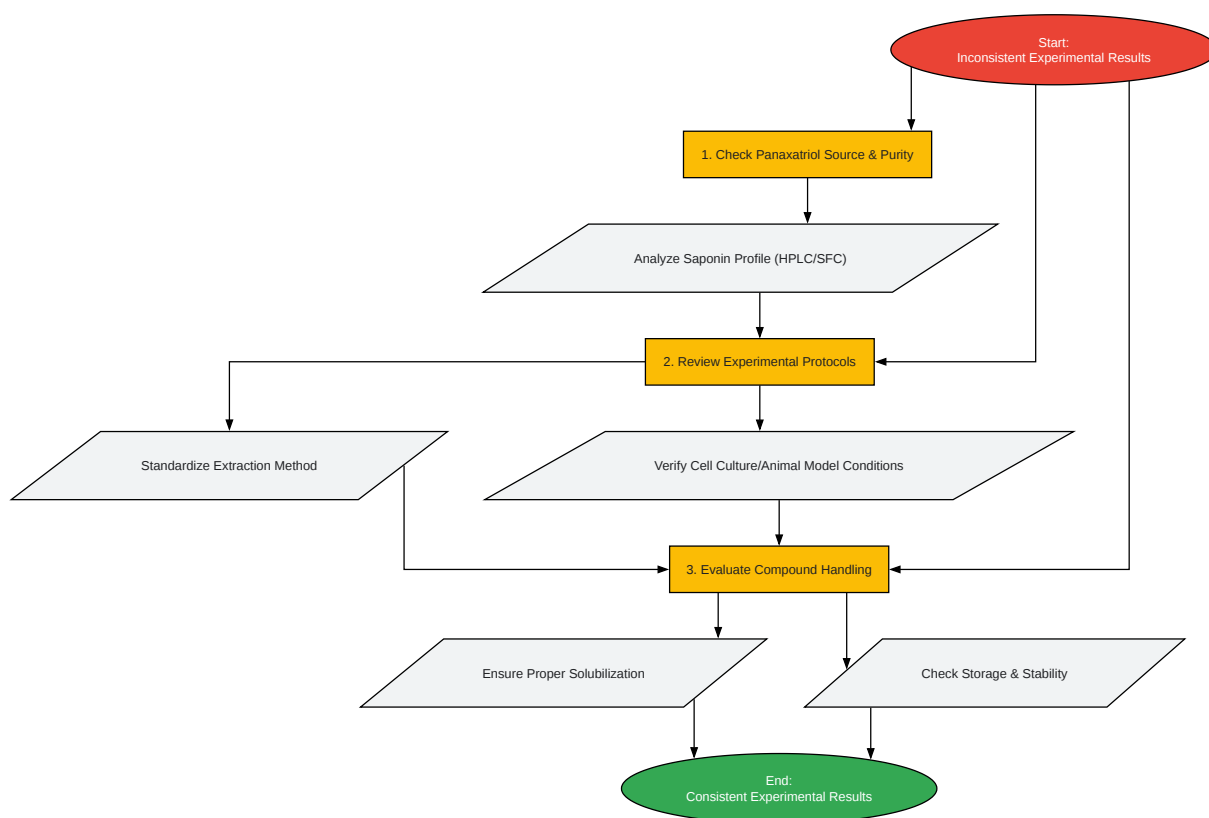 Start:
Inconsistent Experimental Results
1. Check Panaxatriol Source & Purity
Analyze Saponin Profile (HPLC/SFC)
2. Review Experimental Protocols
Standardize Extraction Method
Verify Cell Culture/Animal Model Conditions
3. Evaluate Compound Handling
Ensure Proper Solubilization
Check Storage & Stability
End:
Consistent Experimental Results